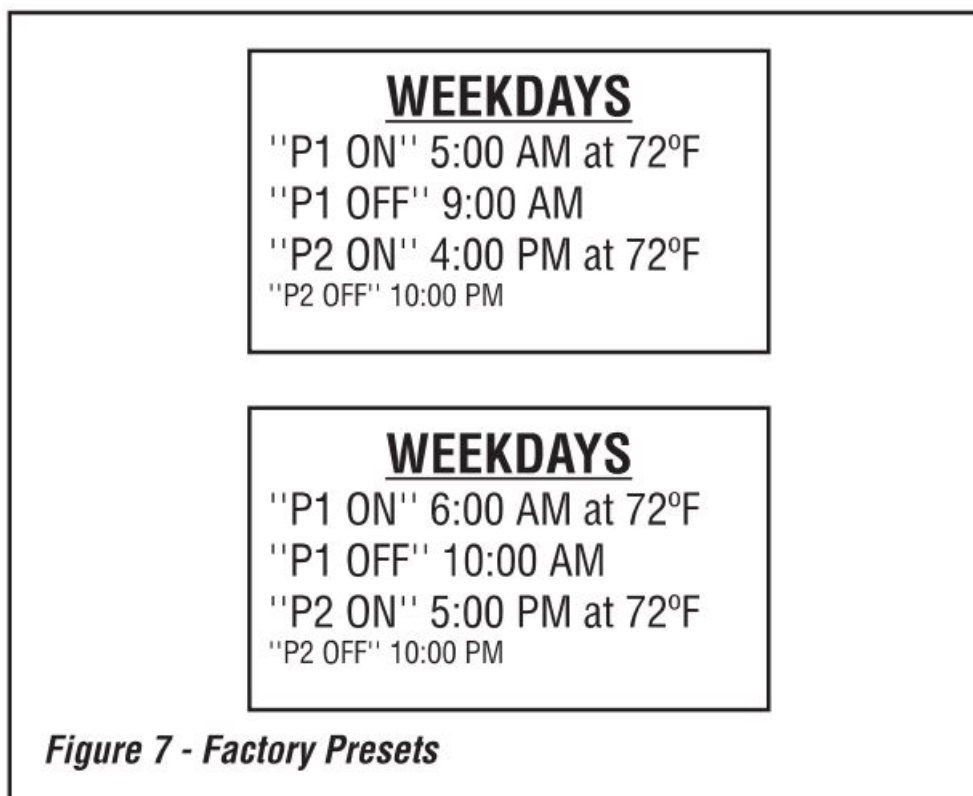 WEEKDAYS
''P1 ON'' 5:00 AM at 72ºF
''P1 OFF'' 9:00 AM
''P2 ON'' 4:00 PM at 72ºF
''P2 OFF'' 10:00 PM
WEEKDAYS
''P1 ON'' 6:00 AM at 72ºF
''P1 OFF'' 10:00 AM
''P2 ON'' 5:00 PM at 72ºF
''P2 OFF'' 10:00 PM
Figure 7 - Factory Presets